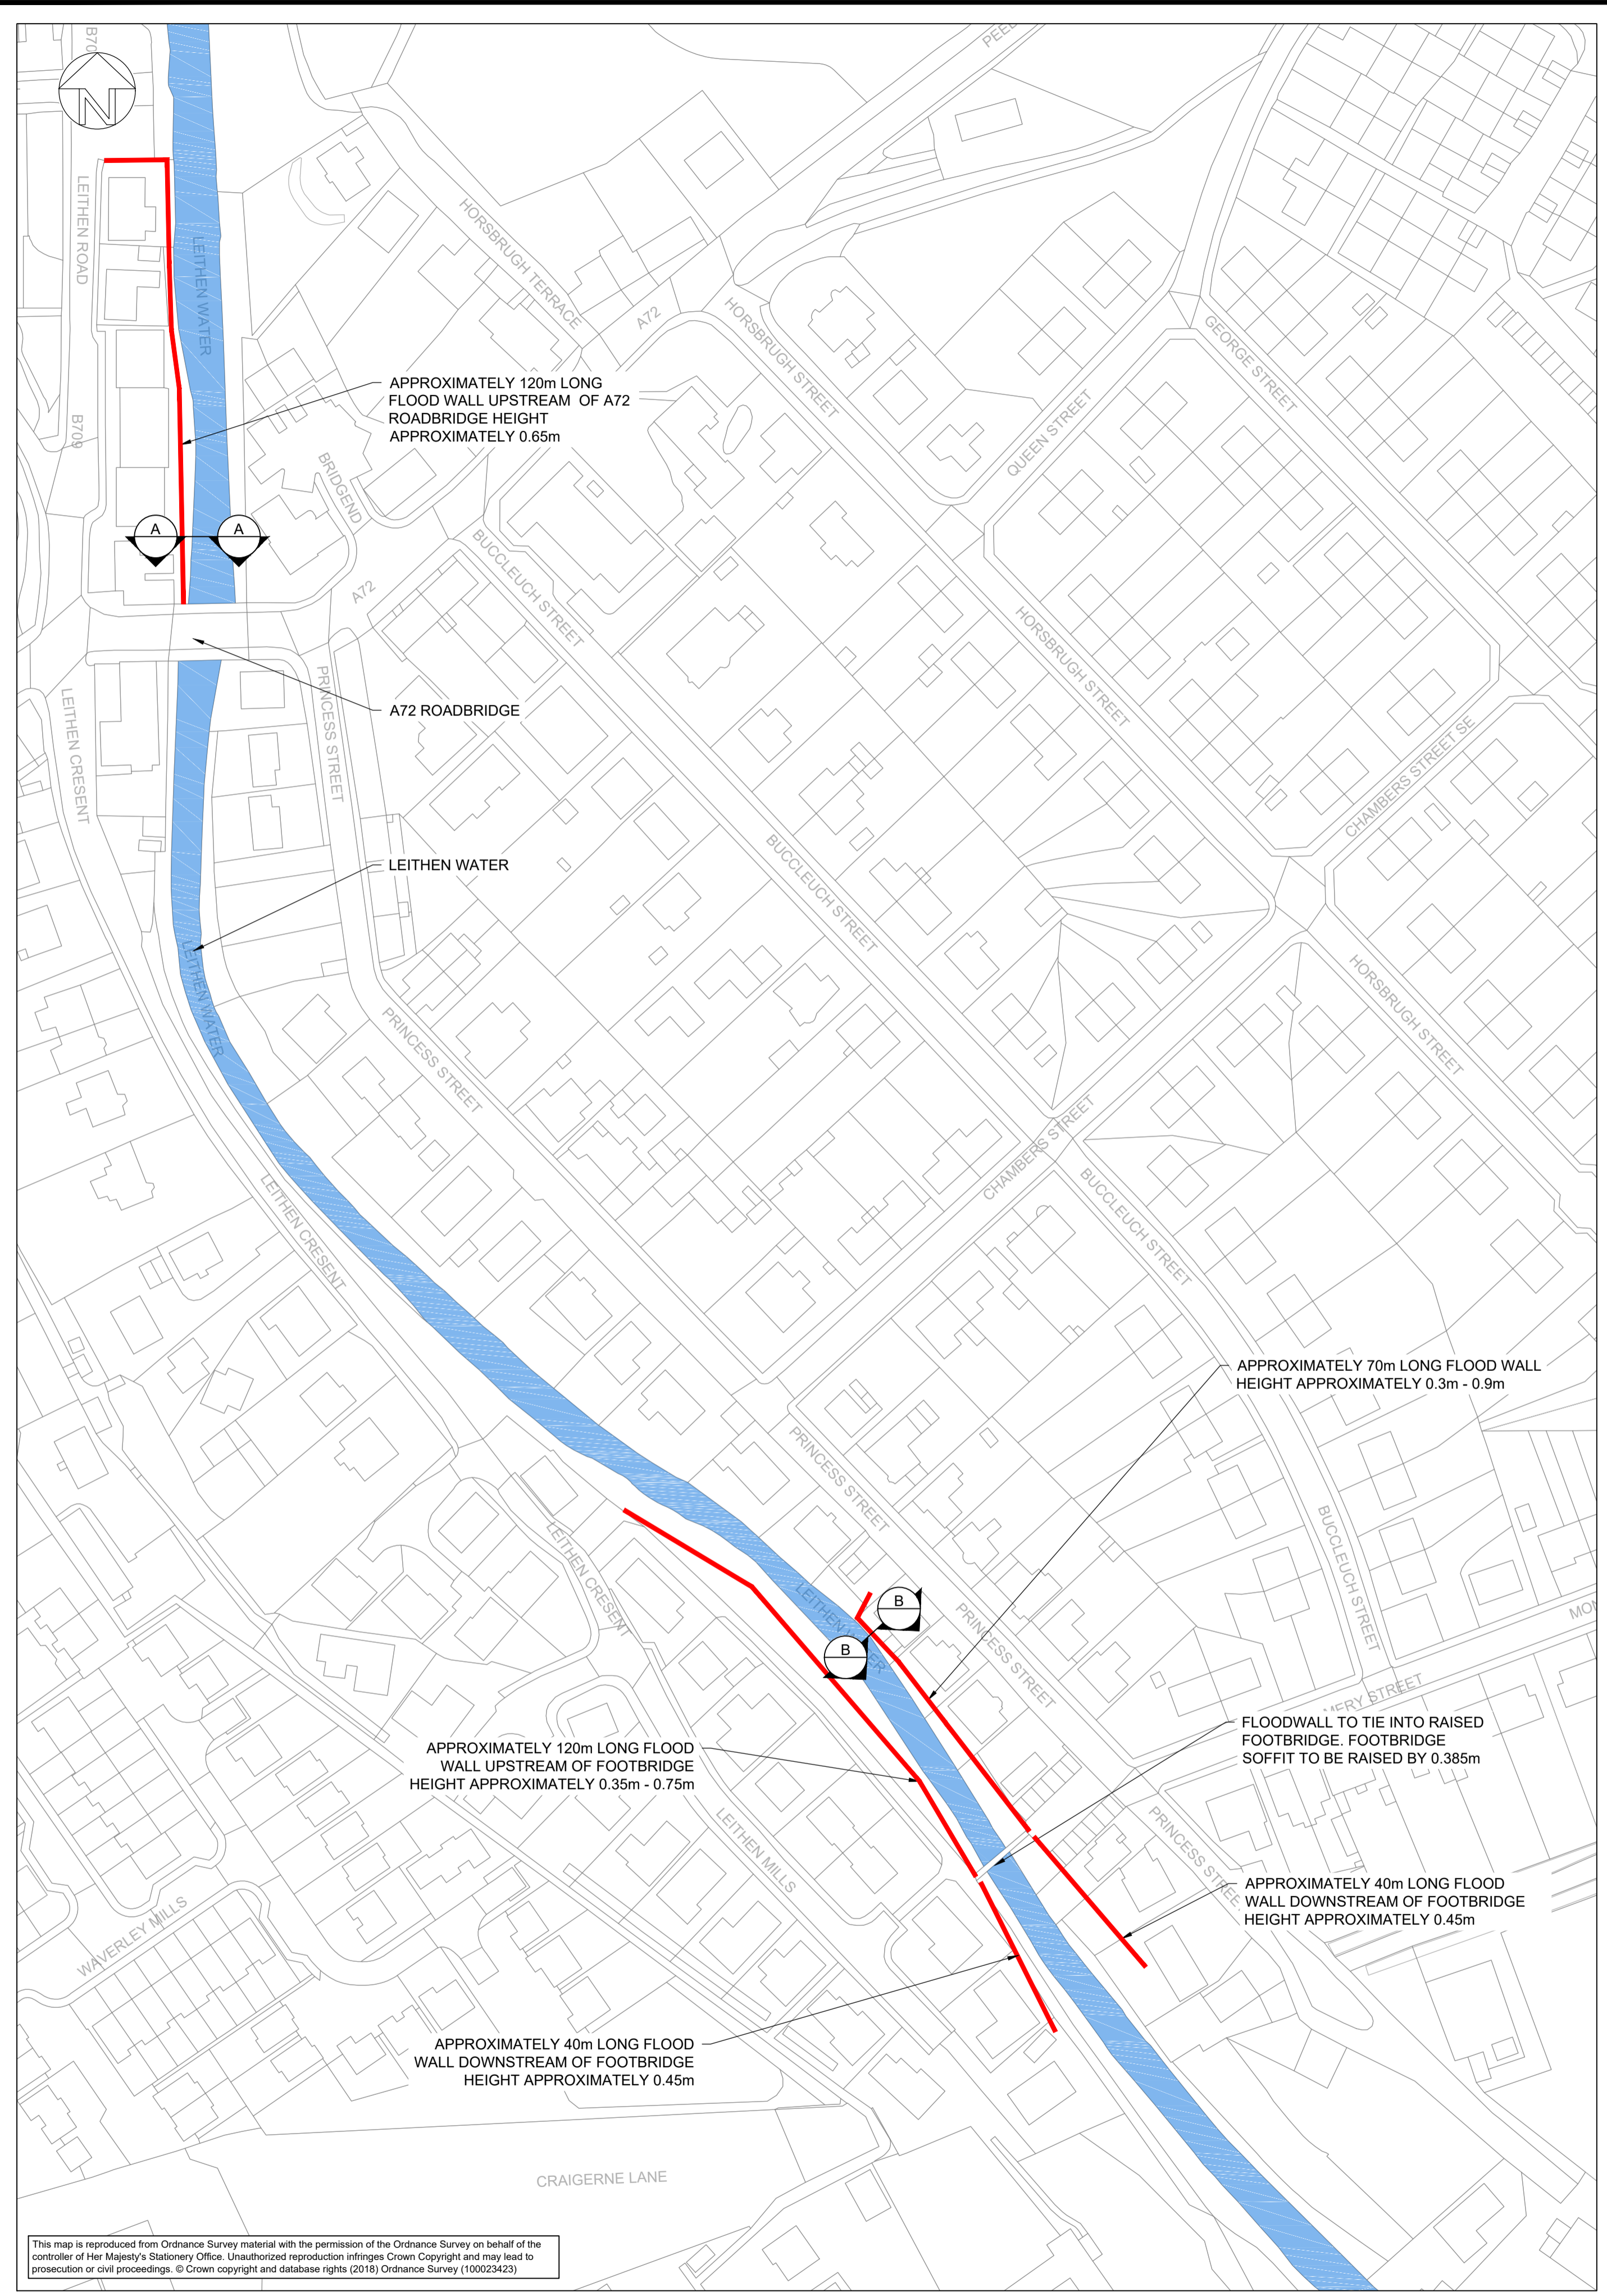 B70
N
PEEB
LEITHEN ROAD
LEITHEN WATER
HORSBRUGH TERRACE
A72
HORSBRUGH STREET
GEORGE STREET
APPROXIMATELY 120m LONG
FLOOD WALL UPSTREAM OF A72
ROADBRIDGE HEIGHT
APPROXIMATELY 0.65m
B709
QUEEN STREET
BRIDGEND
A
A
BUCCLEUCH STREET
A72
HORSBRUGH STREET
LEITHEN CRESENT
PRINCESS STREET
A72 ROADBRIDGE
CHAMBERS STREET SE
LEITHEN WATER
BUCCLEUCH STREET
LEITHEN WATER
HORSBRUGH STREET
PRINCESS STREET
CHAMBERS STREET
LEITHEN CRESENT
BUCCLEUCH STREET
APPROXIMATELY 70m LONG FLOOD WALL
HEIGHT APPROXIMATELY 0.3m - 0.9m
PRINCESS STREET
LEITHEN CRESENT
BUCCLEUCH STREET
LEITHEN WATER
B
B
PRINCESS STREET
MON
MERY STREET
FLOODWALL TO TIE INTO RAISED
FOOTBRIDGE. FOOTBRIDGE
SOFFIT TO BE RAISED BY 0.385m
APPROXIMATELY 120m LONG FLOOD
WALL UPSTREAM OF FOOTBRIDGE
HEIGHT APPROXIMATELY 0.35m - 0.75m
LEITHEN MILLS
PRINCESS STREE
APPROXIMATELY 40m LONG FLOOD
WALL DOWNSTREAM OF FOOTBRIDGE
HEIGHT APPROXIMATELY 0.45m
WAVERLEY MILLS
APPROXIMATELY 40m LONG FLOOD
WALL DOWNSTREAM OF FOOTBRIDGE
HEIGHT APPROXIMATELY 0.45m
CRAIGERNE LANE
This map is reproduced from Ordnance Survey material with the permission of the Ordnance Survey on behalf of the
controller of Her Majesty's Stationery Office. Unauthorized reproduction infringes Crown Copyright and may lead to
prosecution or civil proceedings. © Crown copyright and database rights (2018) Ordnance Survey (100023423)